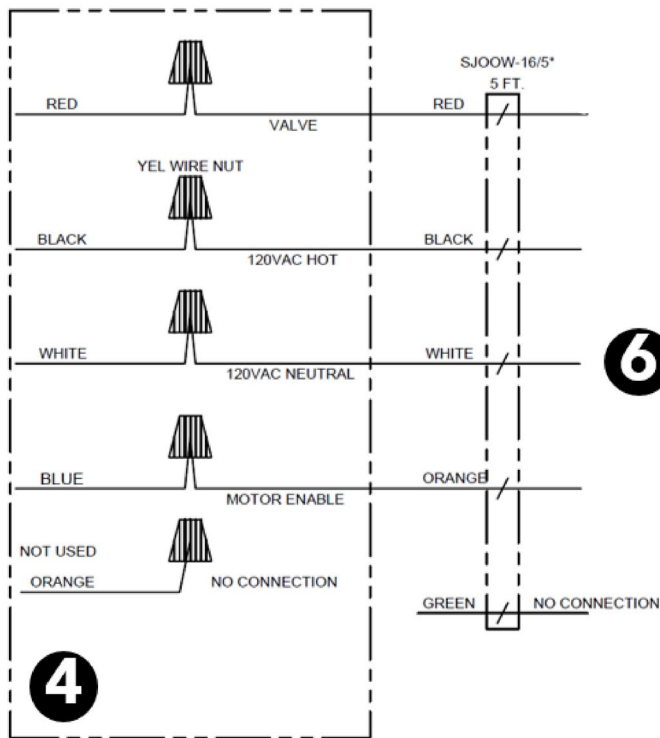 SJOOW-16/5*
5 FT.
RED
VALVE
RED
YEL WIRE NUT
BLACK
120VAC HOT
BLACK
WHITE
120VAC NEUTRAL
WHITE
6
BLUE
MOTOR ENABLE
ORANGE
NOT USED
ORANGE
NO CONNECTION
GREEN
NO CONNECTION
4